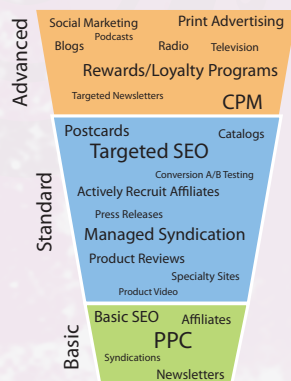 Advanced
Social Marketing
Print Advertising
Podcasts
Blogs
Radio
Television
Rewards/Loyalty Programs
Targeted Newsletters
CPM
Standard
Postcards
Catalogs
Targeted SEO
Conversion A/B Testing
Actively Recruit Affiliates
Press Releases
Managed Syndication
Product Reviews
Specialty Sites
Product Video
Basic
Basic SEO
Affiliates
PPC
Syndications
Newsletters